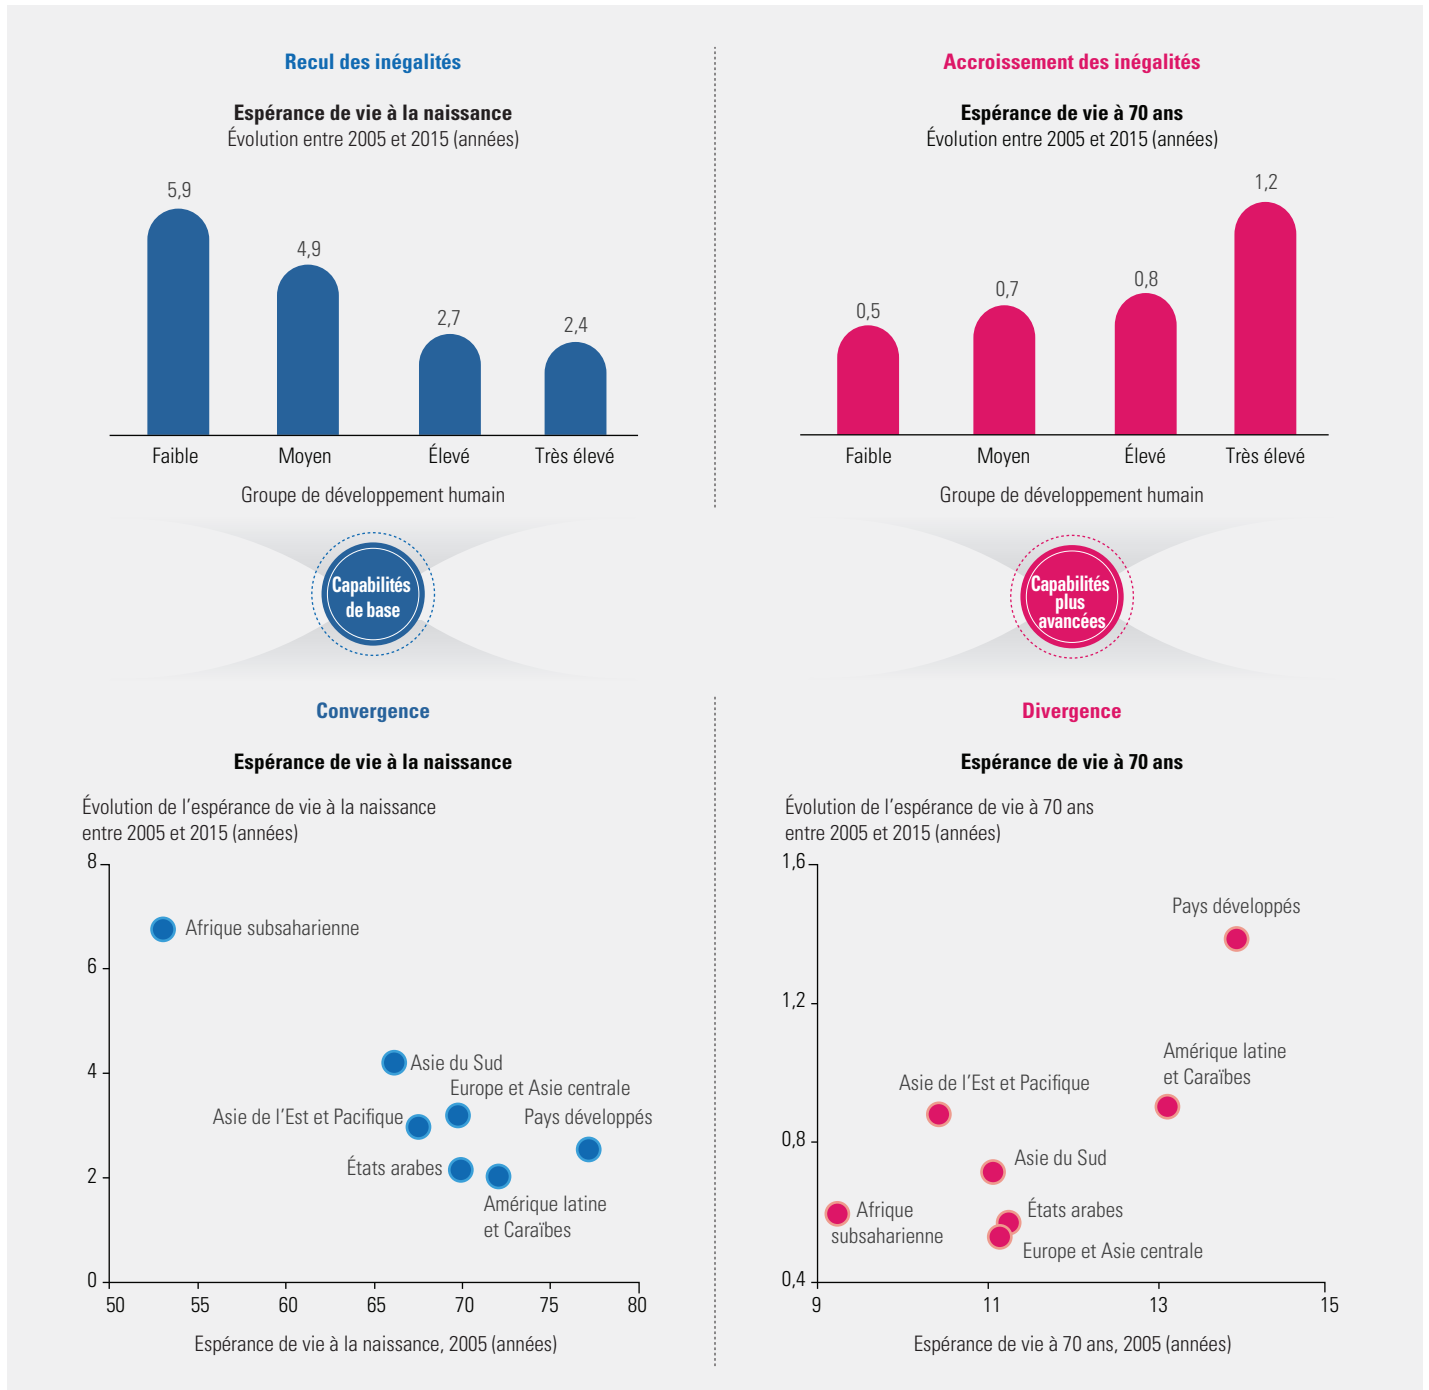 Recul des inégalités
Espérance de vie à la naissance
Évolution entre 2005 et 2015 (années)
5,9
4,9
2,7
2,4
Faible
Moyen
Élevé
Très élevé
Groupe de développement humain
Accroissement des inégalités
Espérance de vie à 70 ans
Évolution entre 2005 et 2015 (années)
0,5
0,7
0,8
1,2
Faible
Moyen
Élevé
Très élevé
Groupe de développement humain
Capabilités
de base
Capabilités
plus
avancées
Convergence
Espérance de vie à la naissance
Évolution de l'espérance de vie à la naissance
entre 2005 et 2015 (années)
8
6
4
2
0
Afrique subsaharienne
Asie du Sud
Europe et Asie centrale
Asie de l'Est et Pacifique
Pays développés
États arabes
Amérique latine
et Caraïbes
50
55
60
65
70
75
80
Espérance de vie à la naissance, 2005 (années)
Divergence
Espérance de vie à 70 ans
Évolution de l'espérance de vie à 70 ans
entre 2005 et 2015 (années)
1,6
1,2
0,8
0,4
Pays développés
Amérique latine
et Caraïbes
Asie de l'Est et Pacifique
Asie du Sud
Afrique
subsaharienne
États arabes
Europe et Asie centrale
9
11
13
15
Espérance de vie à 70 ans, 2005 (années)